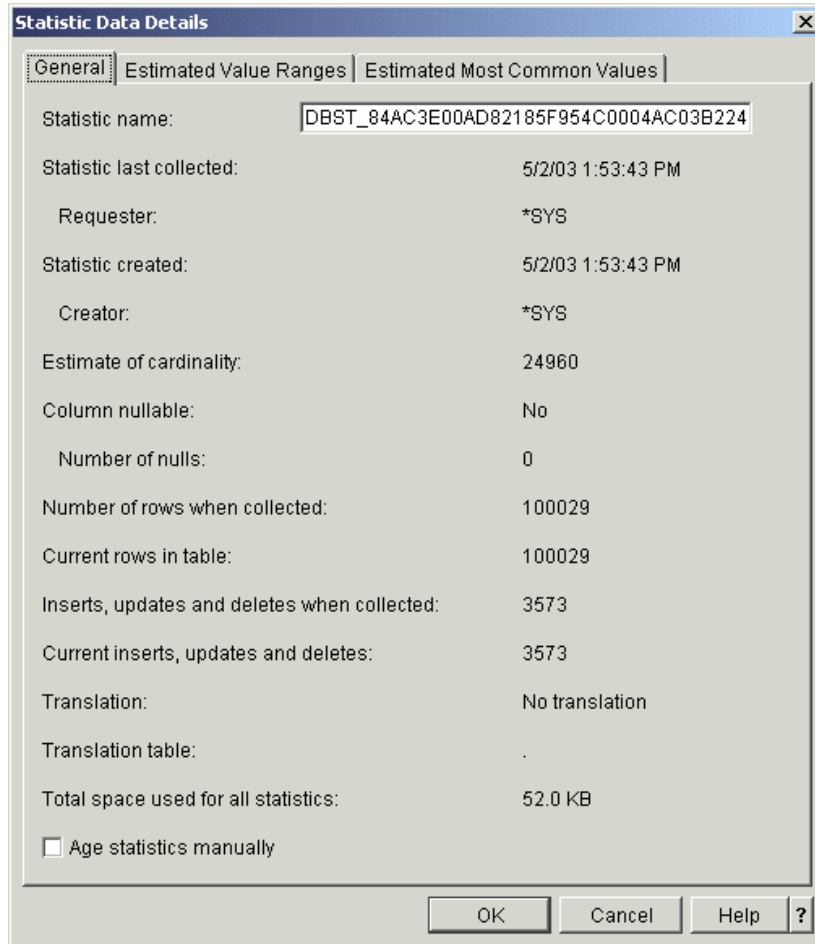 Statistic Data Details
General Estimated Value Ranges Estimated Most Common Values
Statistic name: DBST_84AC3E00AD82185F954C0004AC03B224
Statistic last collected: 5/2/03 1:53:43 PM
Requester: *SYS
Statistic created: 5/2/03 1:53:43 PM
Creator: *SYS
Estimate of cardinality: 24960
Column nullable: No
Number of nulls: 0
Number of rows when collected: 100029
Current rows in table: 100029
Inserts, updates and deletes when collected: 3573
Current inserts, updates and deletes: 3573
Translation: No translation
Translation table: .
Total space used for all statistics: 52.0 KB
Age statistics manually
OK Cancel Help ?